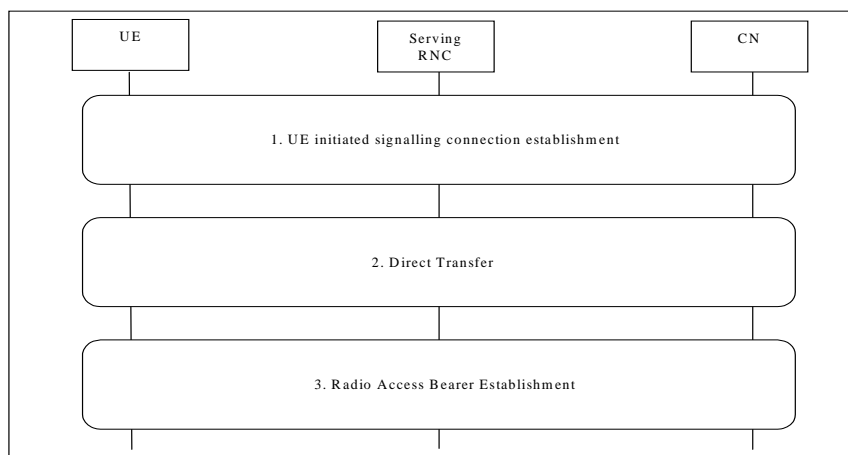 UE
Serving
RNC
CN
1. UE initiated signalling connection establishment
2. Direct Transfer
3. Radio Access Bearer Establishment